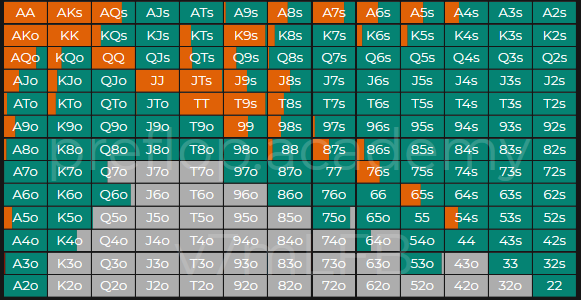 AA AKs AQs AJs ATs A9s A8s A7s A6s A5s A4s A3s A2s
AKo KK KQs KJs KTs K9s K8s K7s K6s K5s K4s K3s K2s
AQo KQo QQ QJs QTs Q9s Q8s Q7s Q6s Q5s Q4s Q3s Q2s
AJo KJo QJo JJ JTs J9s J8s J7s J6s J5s J4s J3s J2s
ATo KTo QTo JTo TT T9s T8s T7s T6s T5s T4s T3s T2s
A9o K9o Q9o J9o T9o 99 98s 97s 96s 95s 94s 93s 92s
A8o K8o Q8o J8o T8o 98o 88 87s 86s 85s 84s 83s 82s
A7o K7o Q7o J7o T7o 97o 87o 77 76s 75s 74s 73s 72s
A6o K6o Q6o J6o T6o 96o 86o 76o 66 65s 64s 63s 62s
A5o K5o Q5o J5o T5o 95o 85o 75o 65o 55 54s 53s 52s
A4o K4o Q4o J4o T4o 94o 84o 74o 64o 54o 44 43s 42s
A3o K3o Q3o J3o T3o 93o 83o 73o 63o 53o 43o 33 32s
A2o K2o Q2o J2o T2o 92o 82o 72o 62o 52o 42o 32o 22
preflop.academy